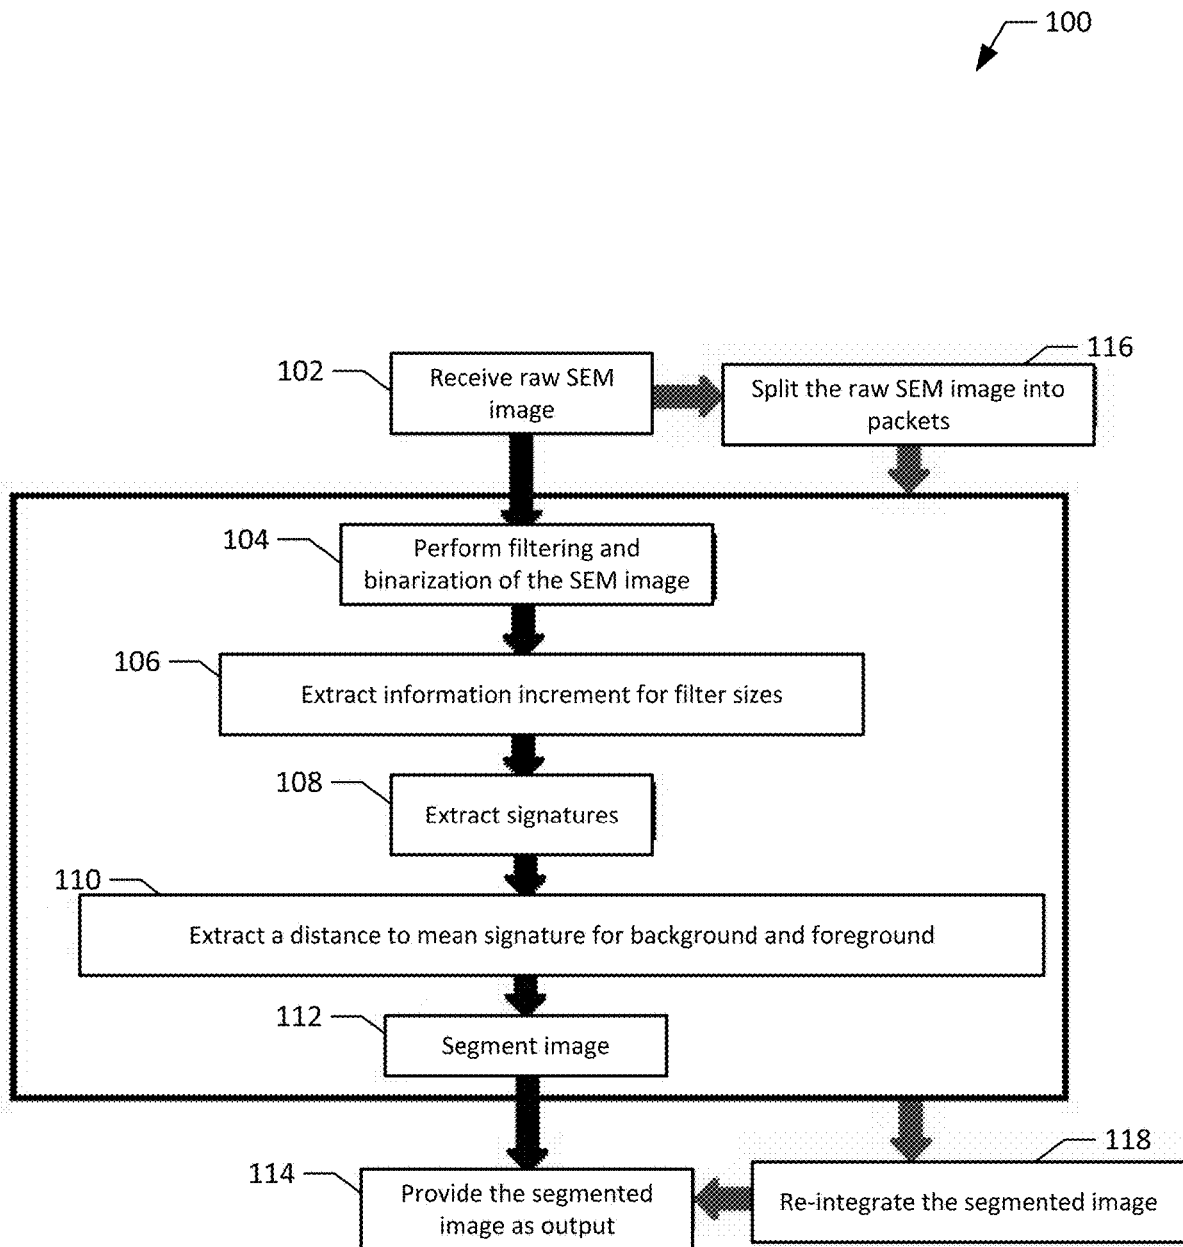 100
102
Receive raw SEM
image
116
Split the raw SEM image into
packets
104
Perform filtering and
binarization of the SEM image
106
Extract information increment for filter sizes
108
Extract signatures
110
Extract a distance to mean signature for background and foreground
112
Segment image
114
Provide the segmented
image as output
118
Re-integrate the segmented image